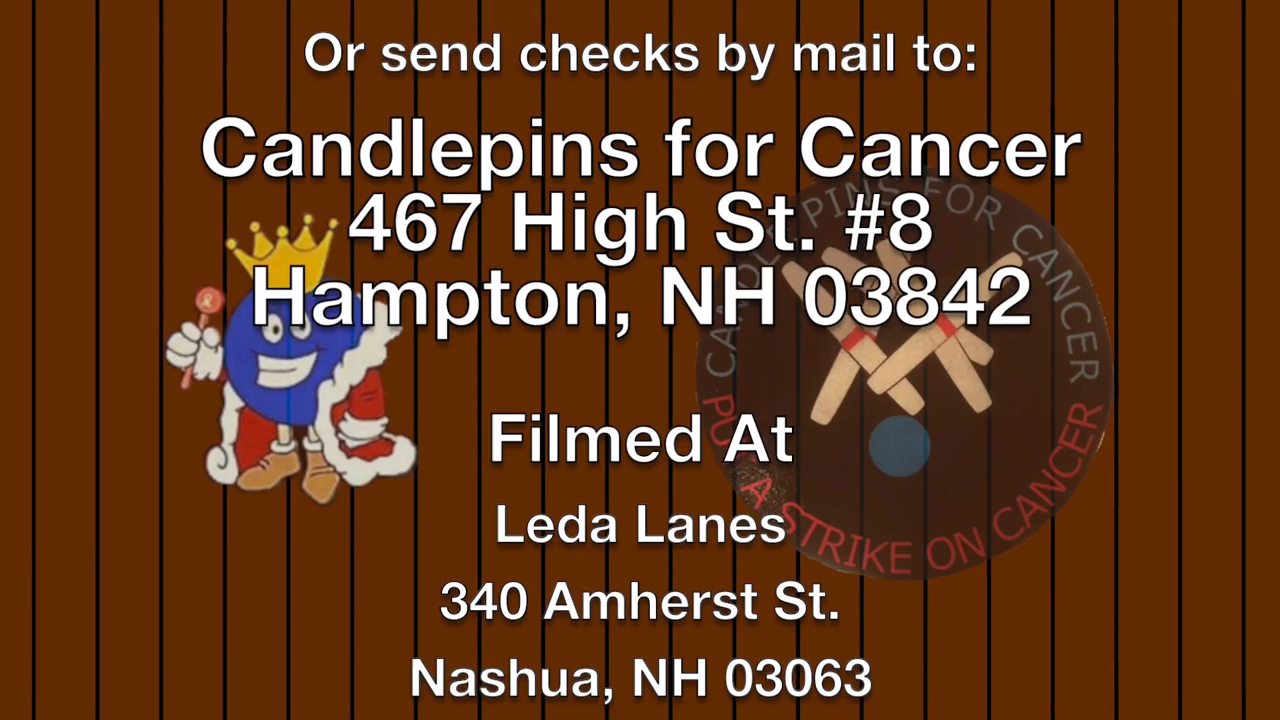 Or send checks by mail to:
Candlepins for Cancer
467 High St. #8
Hampton, NH 03842
CANDLEPINS FOR CANCER
PUT A STRIKE ON CANCER
Filmed At
Leda Lanes
340 Amherst St.
Nashua, NH 03063